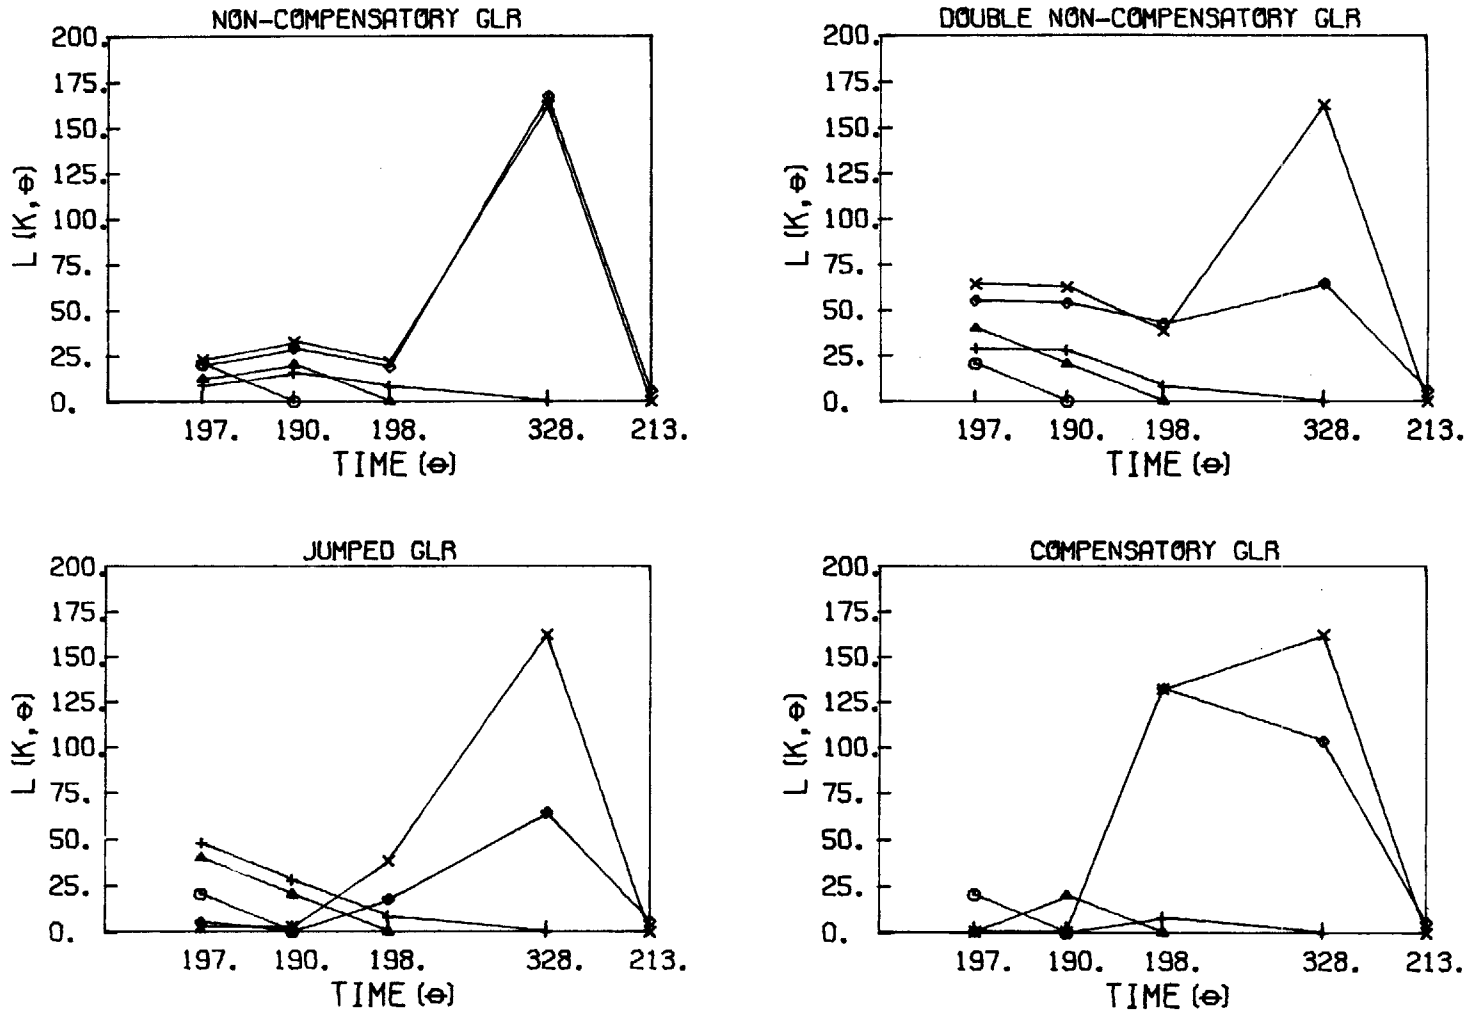 NON-COMPENSATORY GLR
200.
175.
150.
125.
100.
75.
50.
25.
0.
L (K,Θ)
197. 190. 198. 328. 213.
TIME (Θ)
DOUBLE NON-COMPENSATORY GLR
200.
175.
150.
125.
100.
75.
50.
25.
0.
L (K,Θ)
197. 190. 198. 328. 213.
TIME (Θ)
JUMPED GLR
200.
175.
150.
125.
100.
75.
50.
25.
0.
L (K,Θ)
197. 190. 198. 328. 213.
TIME (Θ)
COMPENSATORY GLR
200.
175.
150.
125.
100.
75.
50.
25.
0.
L (K,Θ)
197. 190. 198. 328. 213.
TIME (Θ)